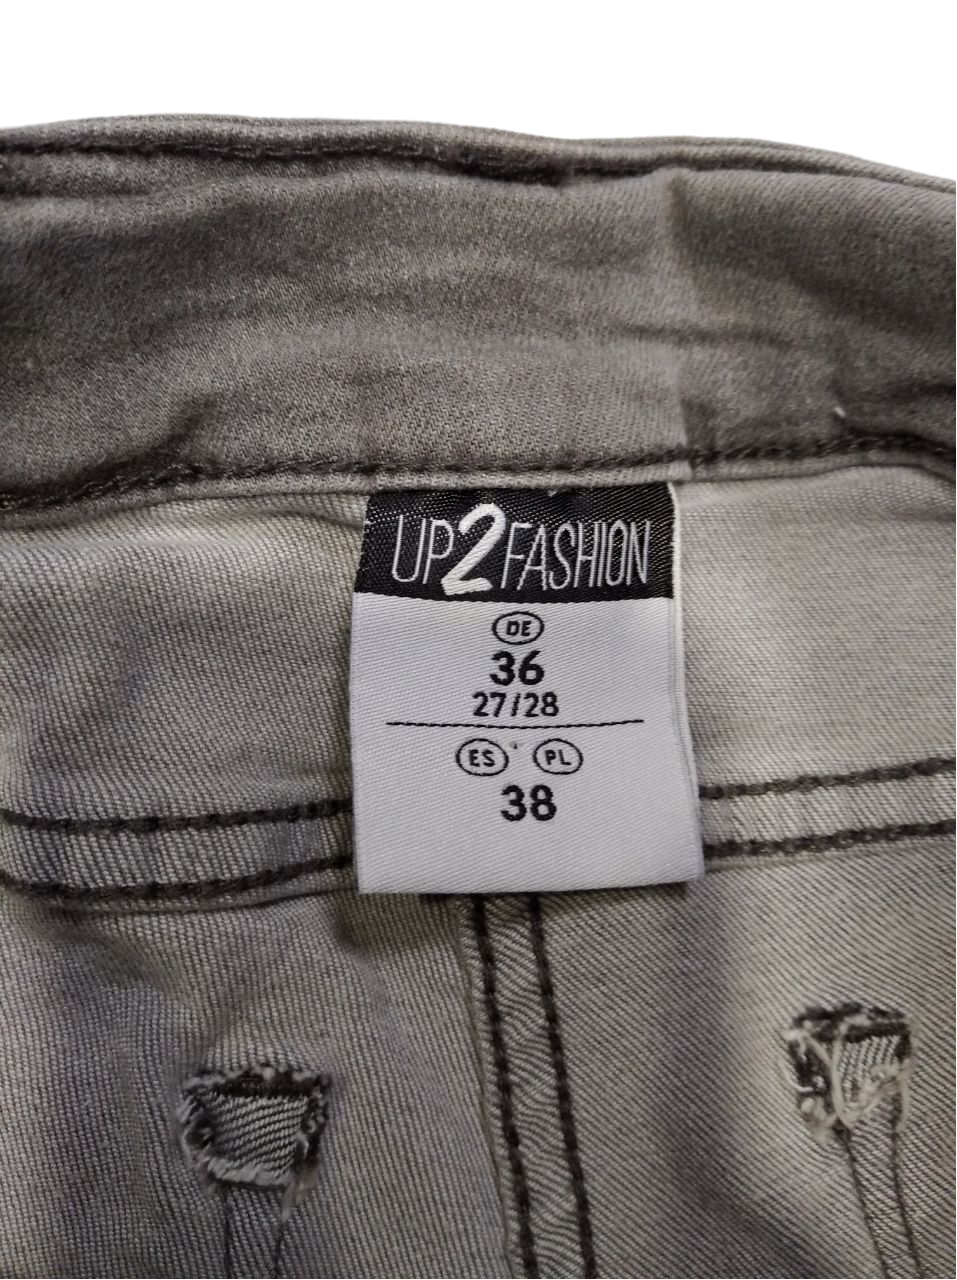 UP2FASHION
DE
36
27/28
ES PL
38